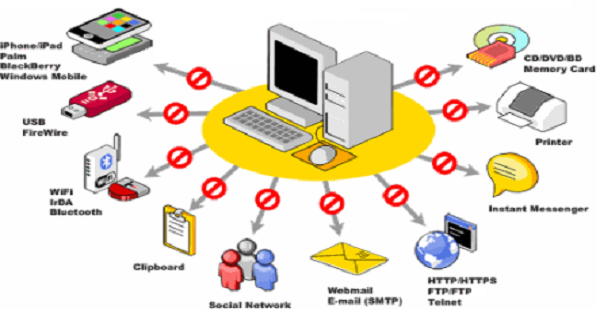 iPhone/iPad
Palm
BlackBerry
Windows Mobile
CD/DVD/BD
Memory Card
USB
FireWire
Printer
WiFi
IrDA
Bluetooth
Instant Messenger
Clipboard
Social Network
Webmail
E-mail (SMTP)
HTTP/HTTPS
FTP/FTP
Telnet